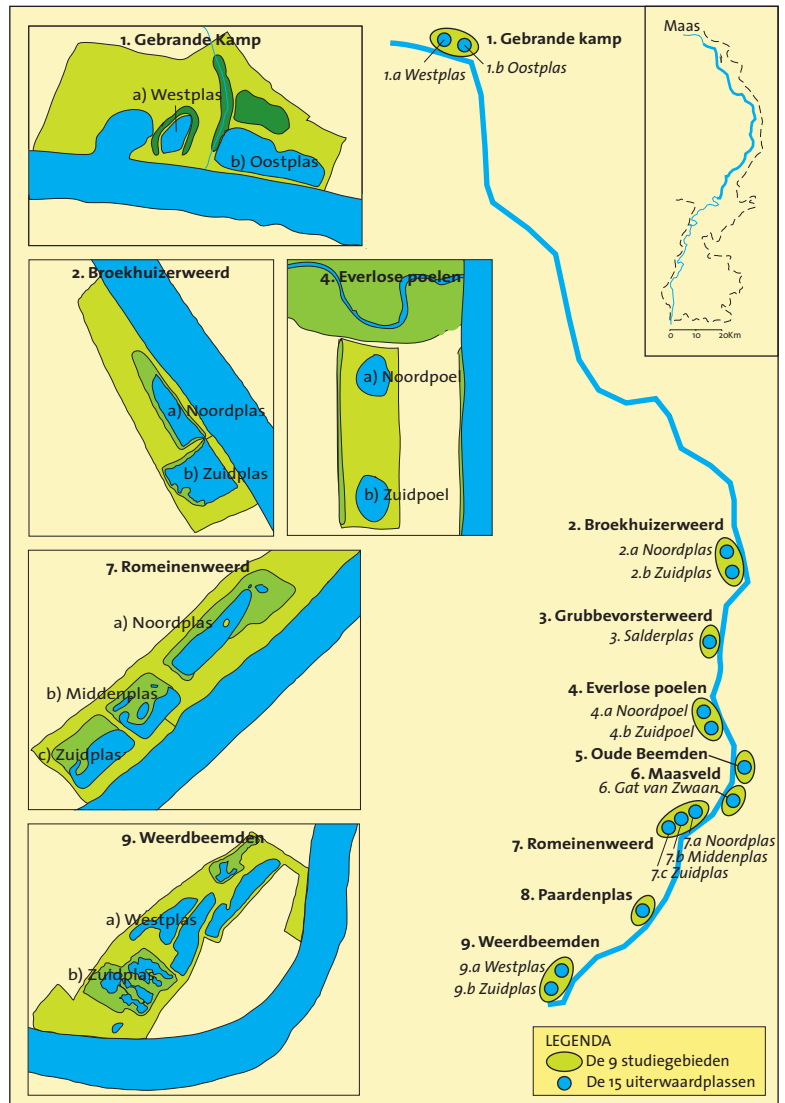 1. Gebrande Kamp
a) Westplas
b) Oostplas
2. Broekhuizerweerd
a) Noordplas
b) Zuidplas
4. Everlose poelen
a) Noordpoel
b) Zuidpoel
7. Romeinenweerd
a) Noordplas
b) Middenplas
c) Zuidplas
9. Weerdbeemden
a) Westplas
b) Zuidplas
1. Gebrande kamp
1.a Westplas
1.b Oostplas
2. Broekhuizerweerd
2.a Noordplas
2.b Zuidplas
3. Grubbevorsterweerd
3. Salderplas
4. Everlose poelen
4.a Noordpoel
4.b Zuidpoel
5. Oude Beemden
6. Maasveld
6. Gat van Zwaan
7. Romeinenweerd
7.a Noordplas
7.b Middenplas
7.c Zuidplas
8. Paardenplas
9. Weerdbeemden
9.a Westplas
9.b Zuidplas
Maas
0 10 20Km
LEGENDA
De 9 studiegebieden
De 15 uiterwaardplassen